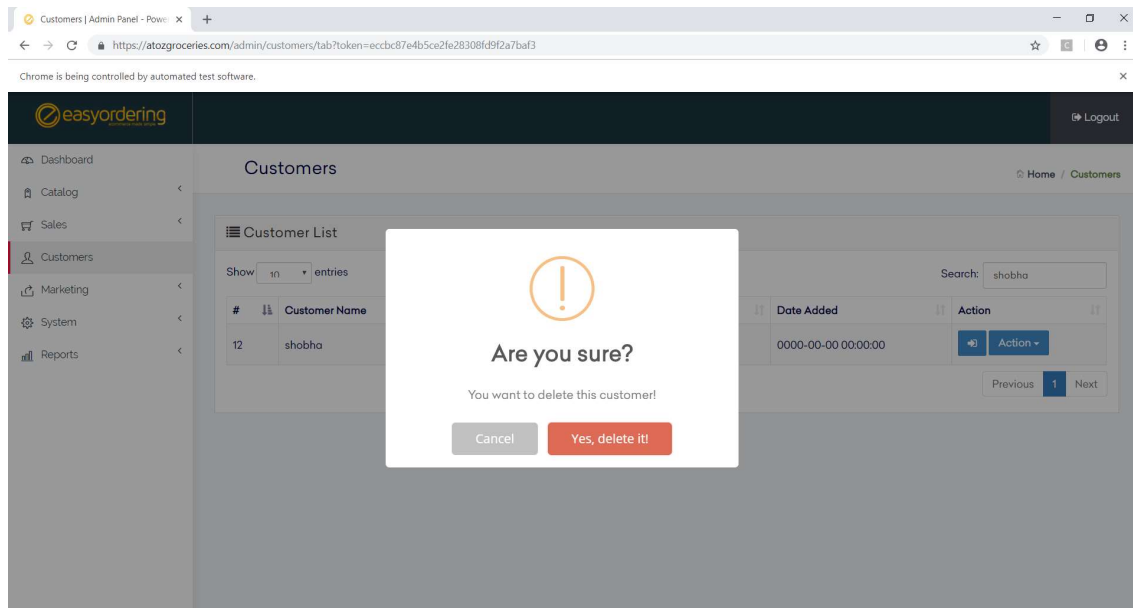 Customers | Admin Panel - Powe
https://atozgroceries.com/admin/customers/tab?token=eccbc87e4b5ce2fe28308fd9f2a7baf3
Chrome is being controlled by automated test software.
easyordering
Logout
Dashboard
Catalog
Sales
Customers
Marketing
System
Reports
Customers
Home / Customers
Customer List
Show 10 entries
Search: shobha
# Customer Name Date Added Action
12 shobha 0000-00-00 00:00:00 Action
Previous 1 Next
Are you sure?
You want to delete this customer!
Cancel Yes, delete it!